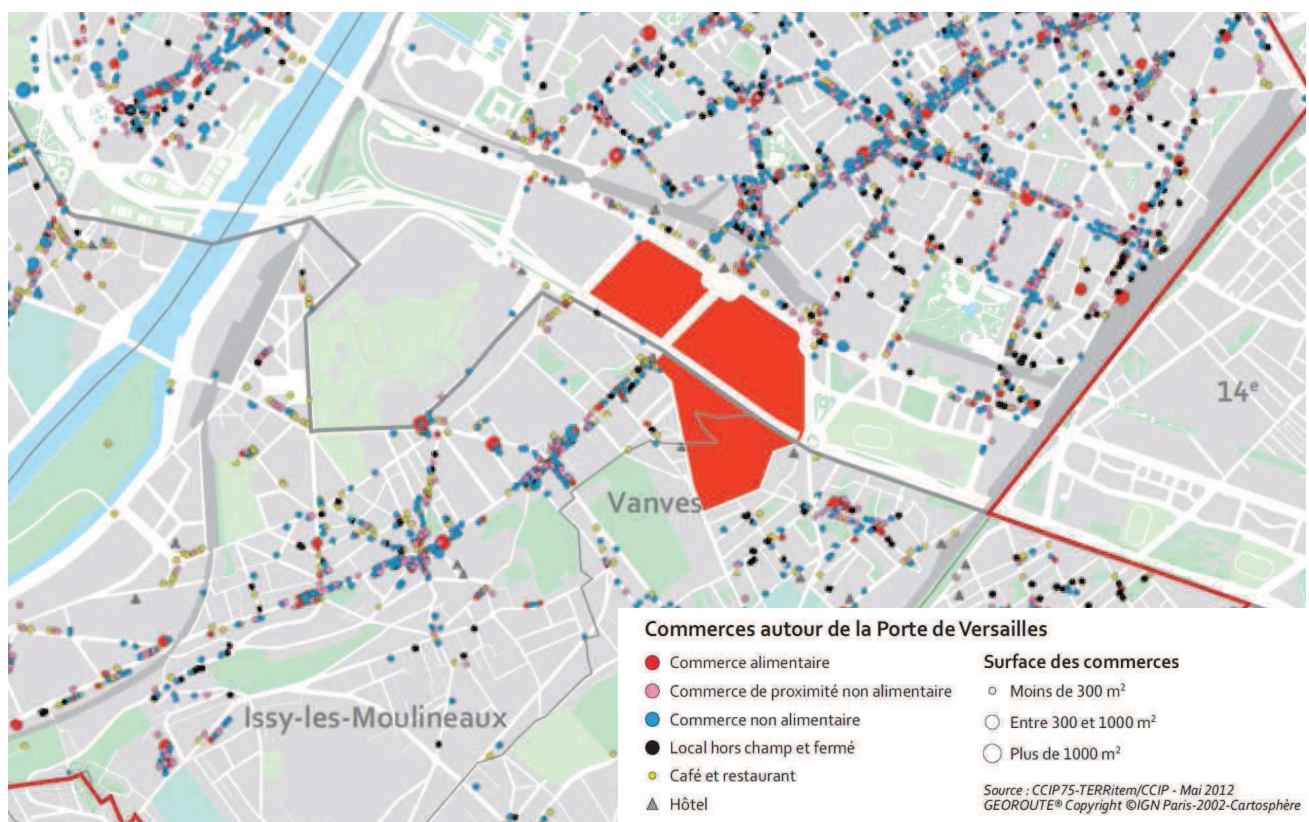 14e
Vanves
Issy-les-Moulineaux
Commerces autour de la Porte de Versailles
Commerce alimentaire
Commerce de proximité non alimentaire
Commerce non alimentaire
Local hors champ et fermé
Café et restaurant
Hôtel
Surface des commerces
Moins de 300 m²
Entre 300 et 1000 m²
Plus de 1000 m²
Source : CCIP75-TERRitem/CCIP - Mai 2012
GEOROUTE® Copyright ©IGN Paris-2002-Cartosphère